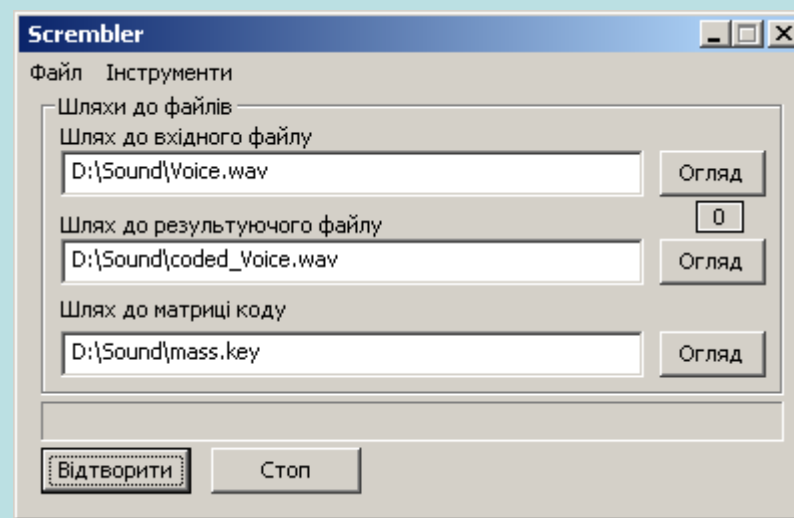 Scrembler
Файл Інструменти
Шляхи до файлів
Шлях до вхідного файлу
D:\Sound\Voice.wav
Огляд
0
Шлях до результуючого файлу
D:\Sound\coded_Voice.wav
Огляд
Шлях до матриці коду
D:\Sound\mass.key
Огляд
Відтворити Стоп